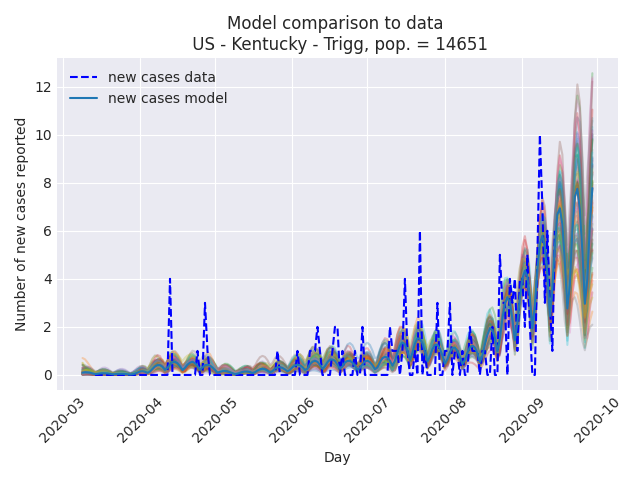 Model comparison to data
US - Kentucky - Trigg, pop. = 14651
new cases data
new cases model
Number of new cases reported
12
10
8
6
4
2
0
2020-03
2020-04
2020-05
2020-06
2020-07
2020-08
2020-09
2020-10
Day